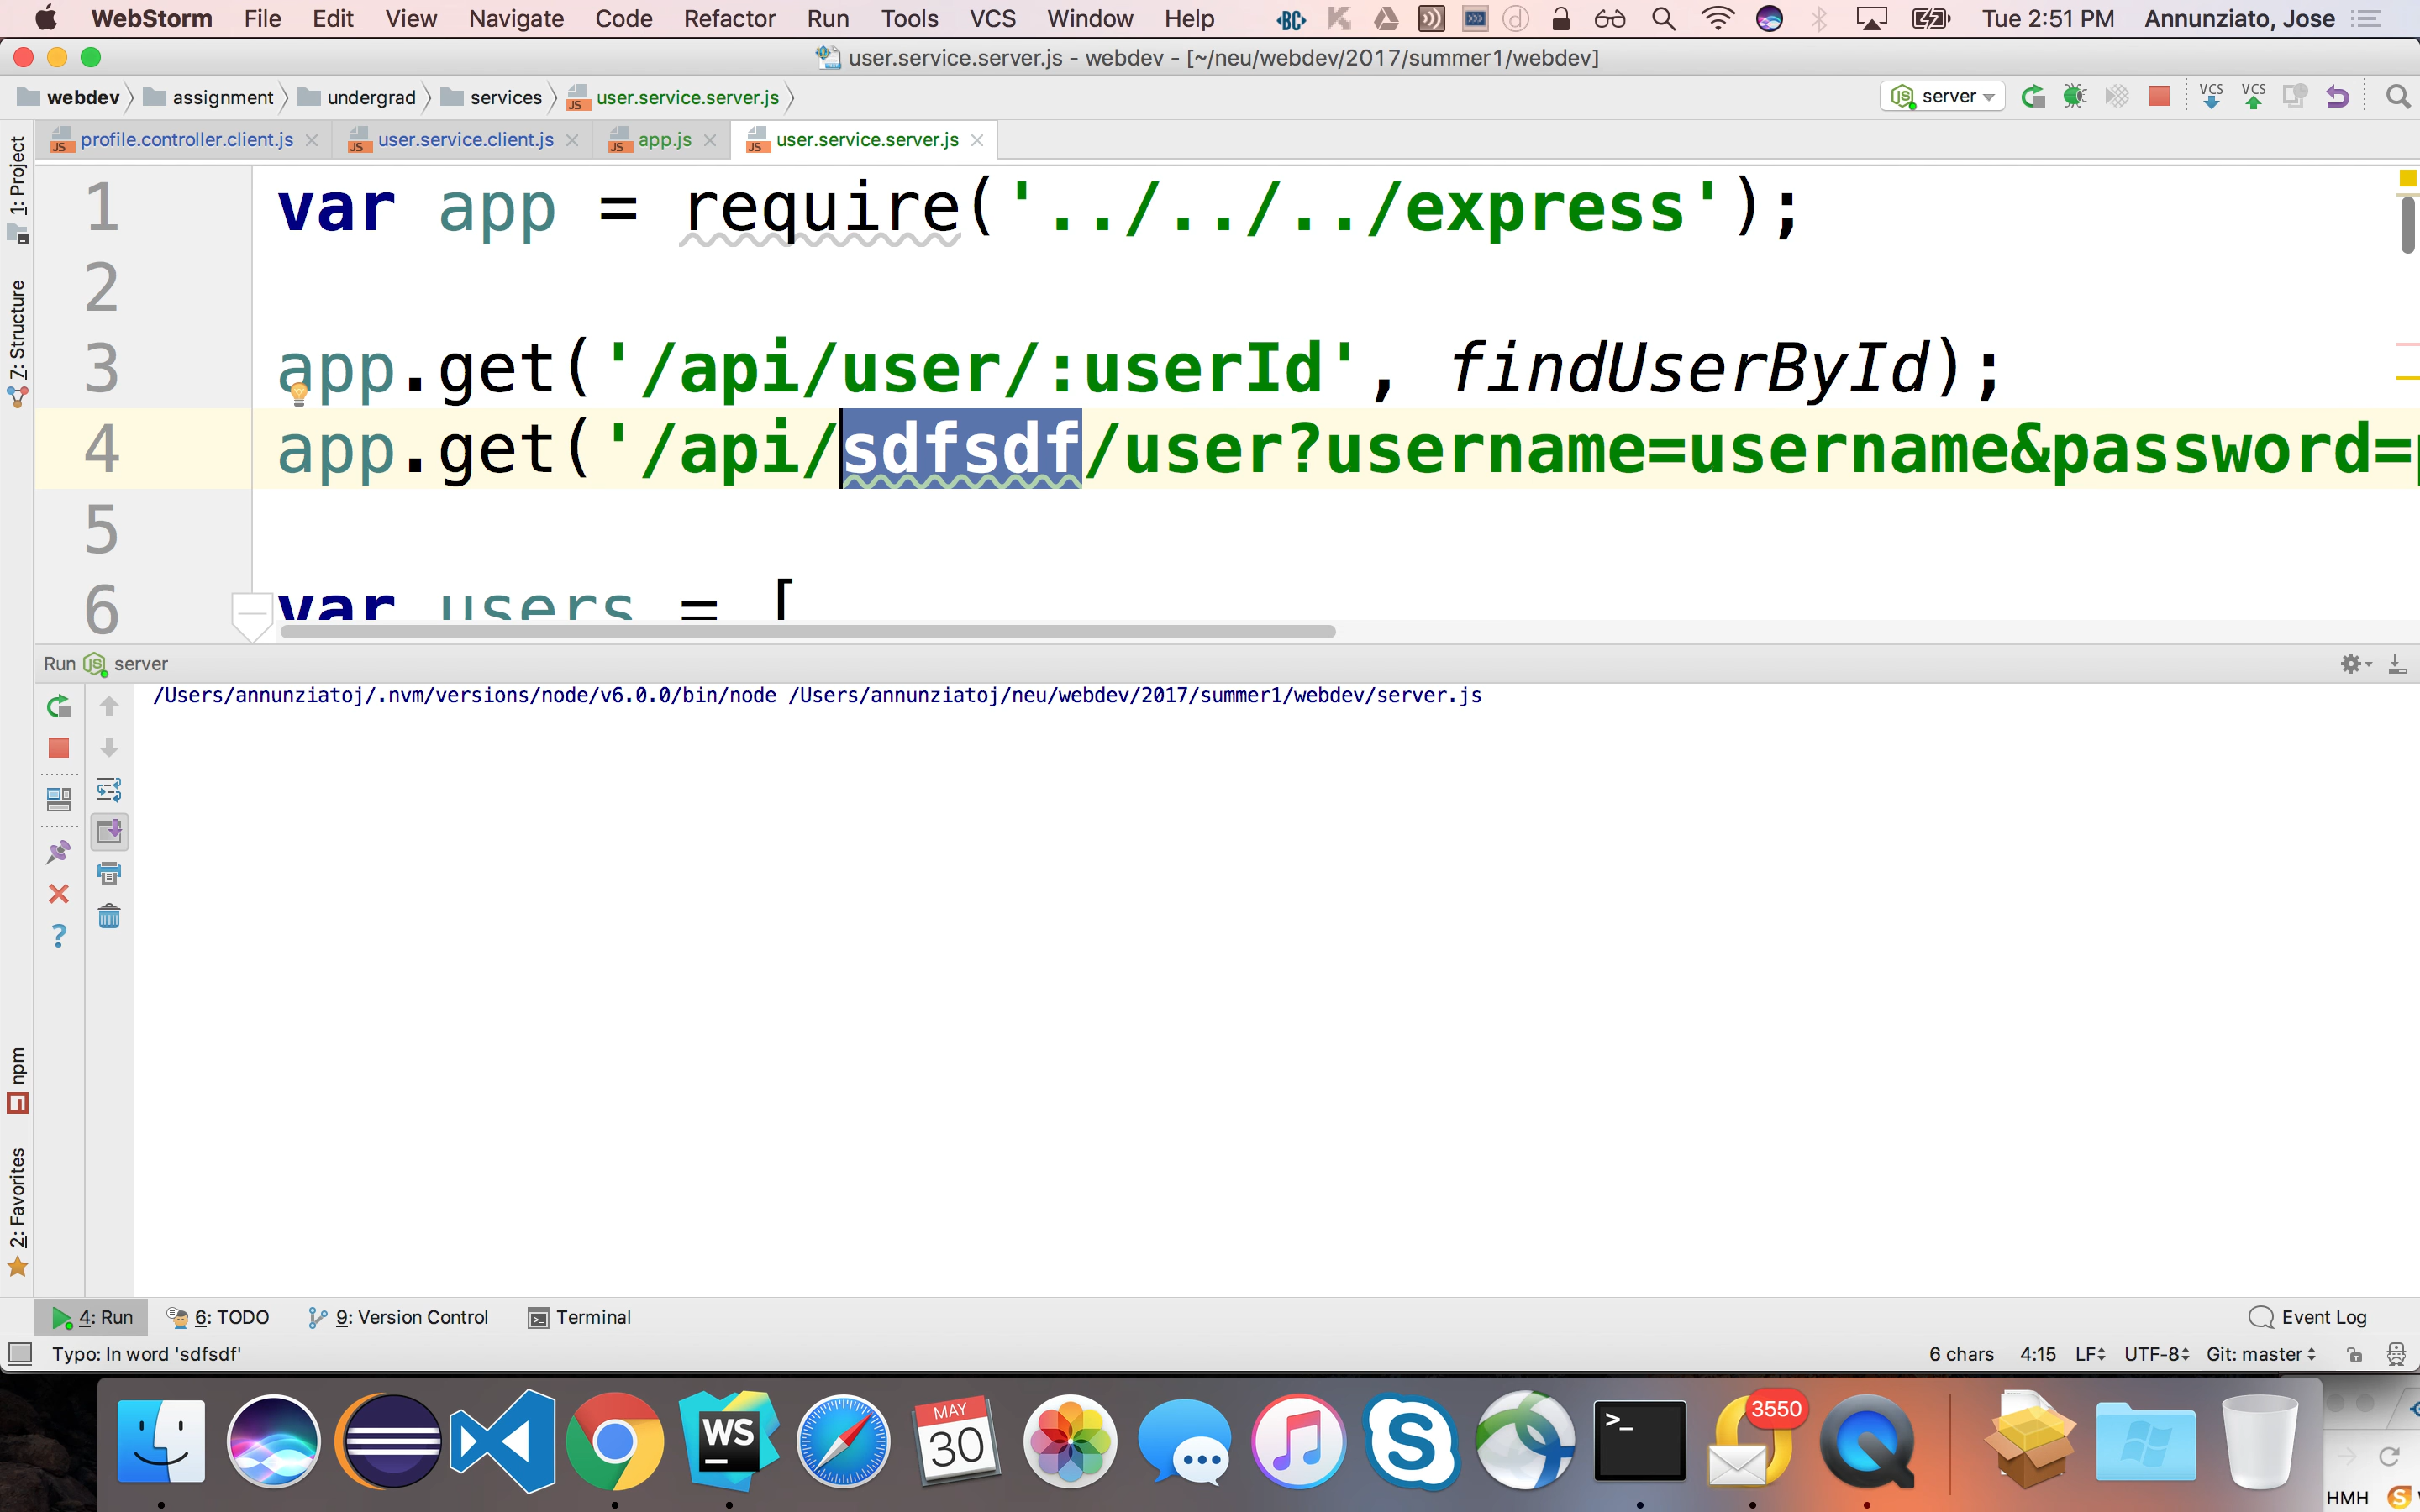 WebStorm File Edit View Navigate Code Refactor Run Tools VCS Window Help BC Tue 2:51 PM Annunziato, Jose
user.service.server.js - webdev - [~/neu/webdev/2017/summer1/webdev]
webdev assignment undergrad services user.service.server.js server VCS VCS
profile.controller.client.js user.service.client.js app.js user.service.server.js
1: Project
7: Structure
1 var app = require('../../../express');
2
3 app.get('/api/user/:userId', findUserById);
4 app.get('/api/sdfsdf/user?username=username&password=
5
6 var users = [
Run server
/Users/annunziatoj/.nvm/versions/node/v6.0.0/bin/node /Users/annunziatoj/neu/webdev/2017/summer1/webdev/server.js
npm
2: Favorites
4: Run 6: TODO 9: Version Control Terminal Event Log
Typo: In word 'sdfsdf' 6 chars 4:15 LF UTF-8 Git: master
WS
MAY
30
3550
HMH